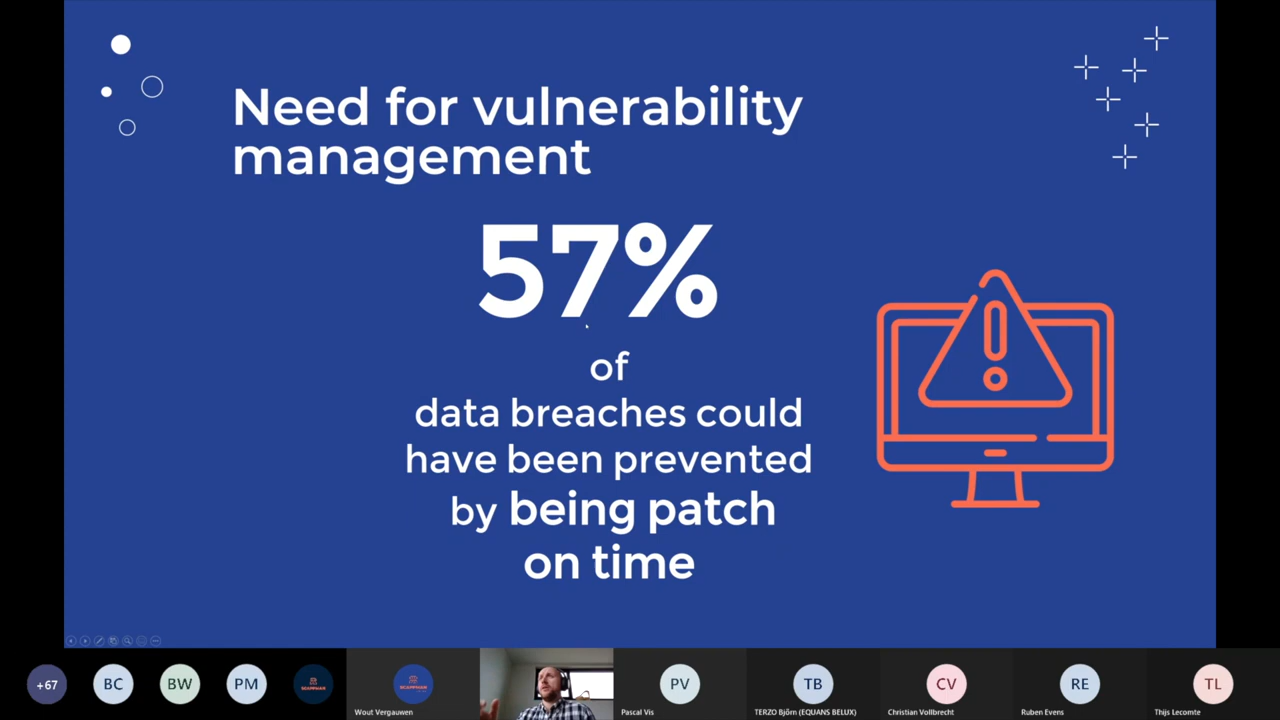 Need for vulnerability
management
57%
of
data breaches could
have been prevented
by being patch
on time
+67
BC
BW
PM
Wout Vergauwen
PV
Pascal Vis
TB
TERZO Björn (EQUANS BELUX)
CV
Christian Vollbrecht
RE
Ruben Evens
TL
Thijs Lecomte